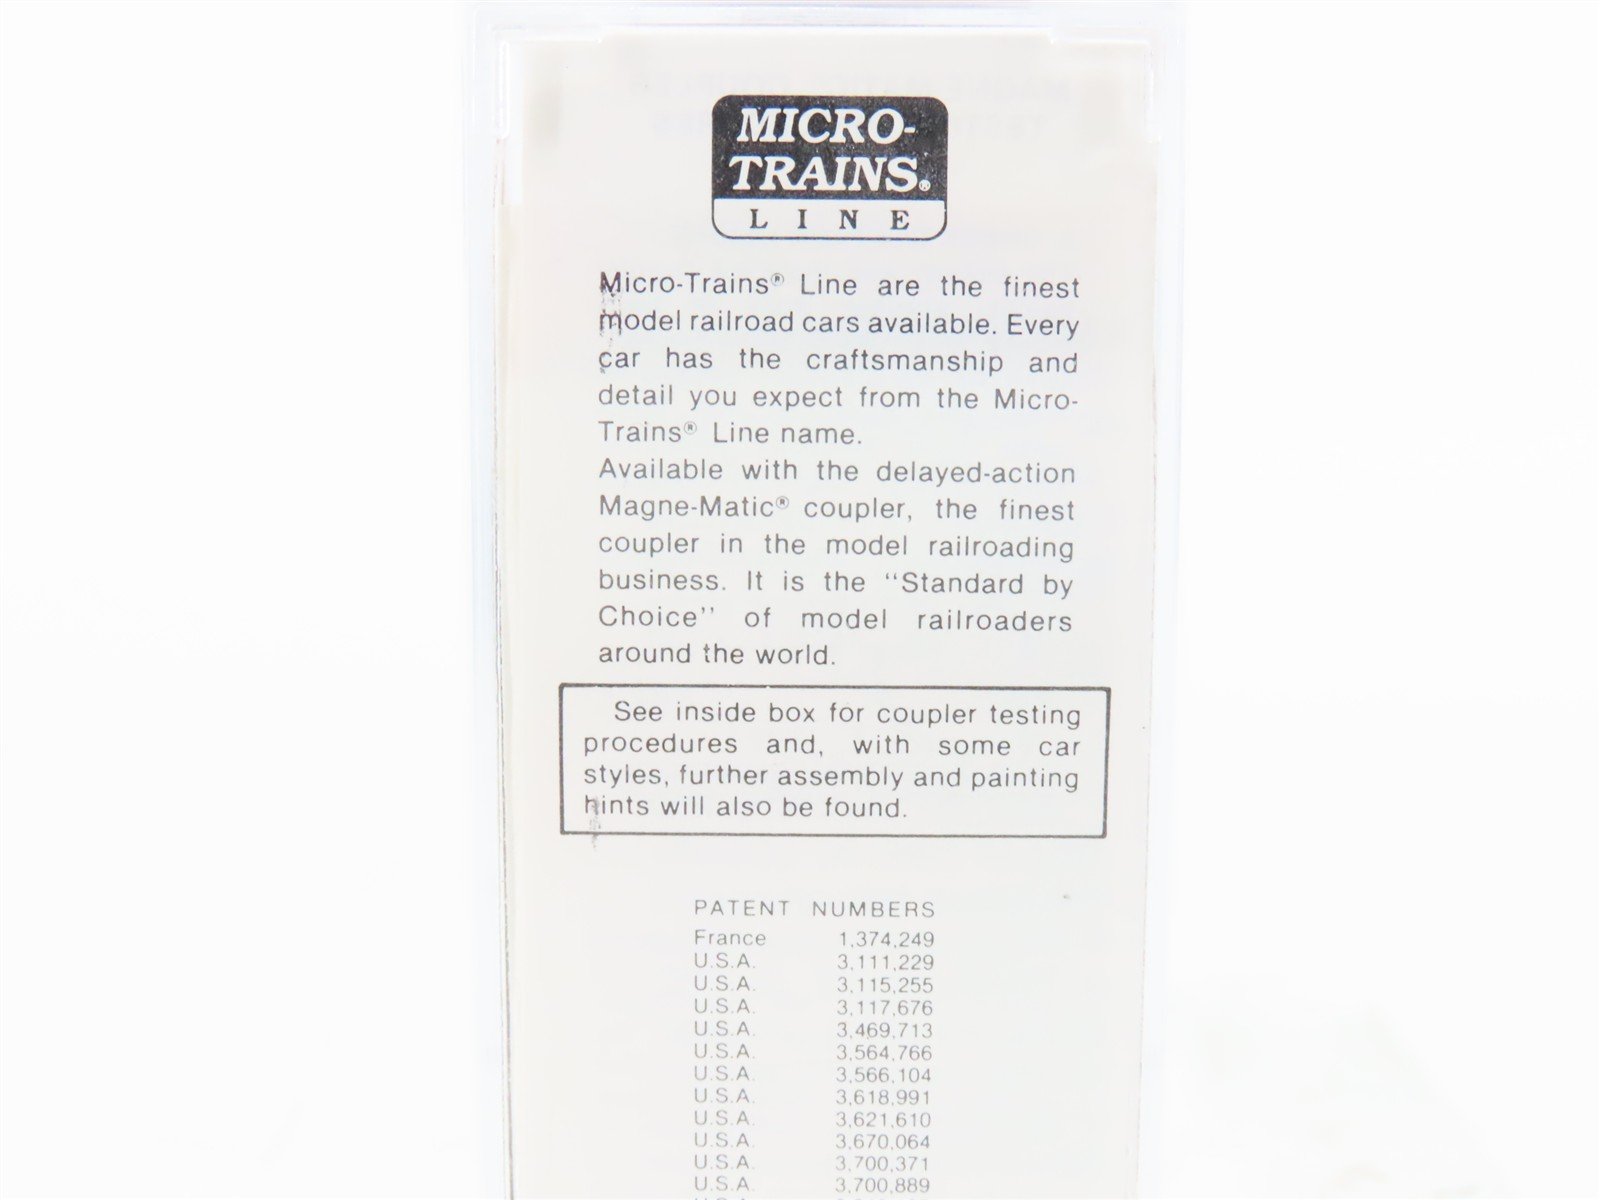 MICRO-
TRAINS®
LINE
Micro-Trains® Line are the finest
model railroad cars available. Every
car has the craftsmanship and
detail you expect from the Micro-
Trains® Line name.
Available with the delayed-action
Magne-Matic® coupler, the finest
coupler in the model railroading
business. It is the “Standard by
Choice” of model railroaders
around the world.
See inside box for coupler testing
procedures and, with some car
styles, further assembly and painting
hints will also be found.
PATENT NUMBERS
France 1,374,249
U.S.A. 3,111,229
U.S.A. 3,115,255
U.S.A. 3,117,676
U.S.A. 3,469,713
U.S.A. 3,564,766
U.S.A. 3,566,104
U.S.A. 3,618,991
U.S.A. 3,621,610
U.S.A. 3,670,064
U.S.A. 3,700,371
U.S.A. 3,700,889